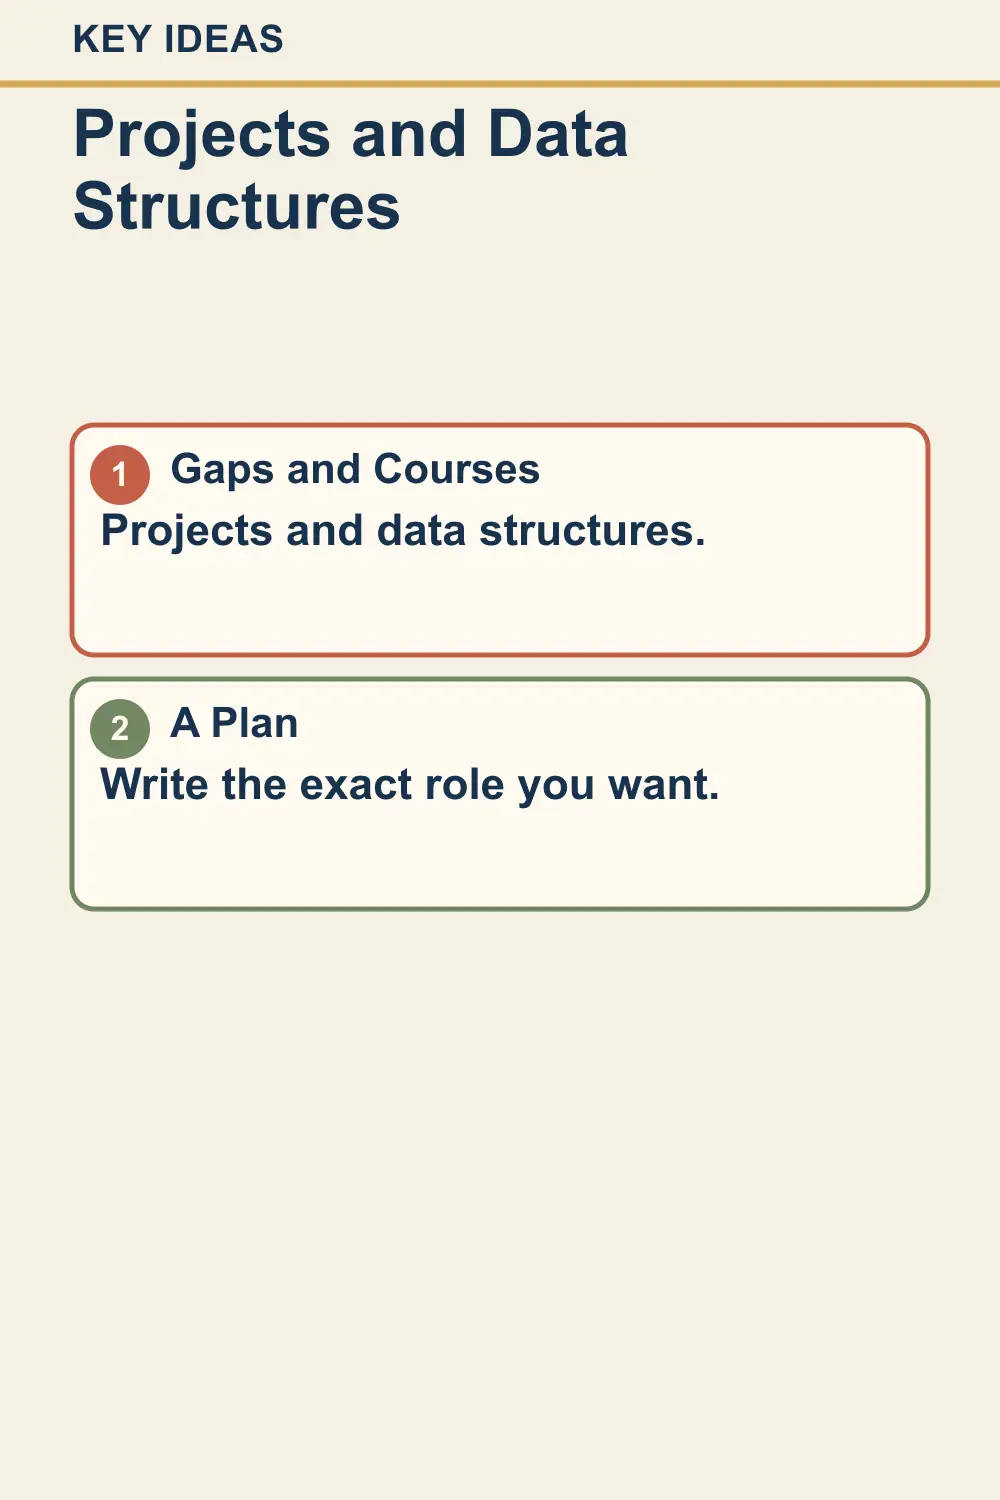 KEY IDEAS
Projects and Data
Structures
1 Gaps and Courses
Projects and data structures.
2 A Plan
Write the exact role you want.